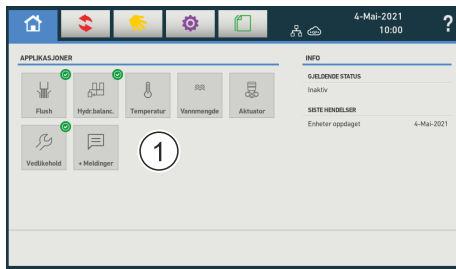 4-Mai-2021
10:00
?
APPLIKASJONER
Flush
Hydr.balanc.
Temperatur
Vannmengde
Aktuator
Vedlikehold
+Meldinger
1
INFO
GJELDENDE STATUS
Inaktiv
SISTE HENDELSER
Enheter oppdaget 4-Mai-2021